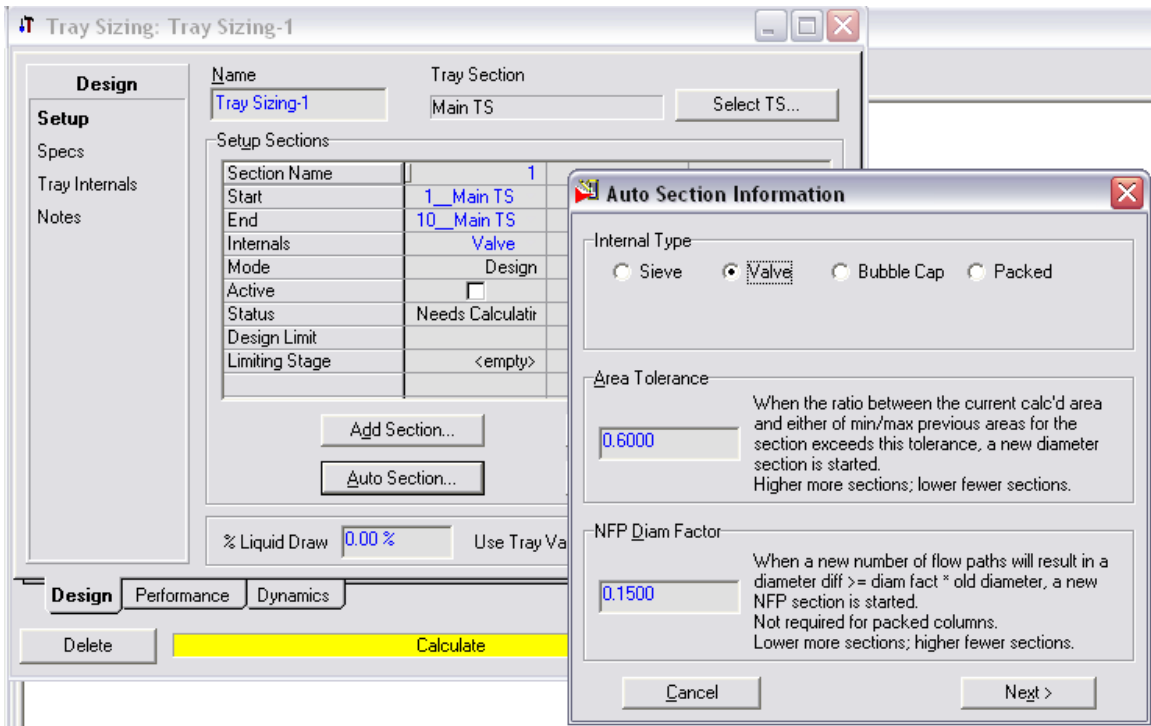 Tray Sizing: Tray Sizing-1
Design
Setup
Specs
Tray Internals
Notes
Name
Tray Section
Tray Sizing-1
Main TS
Select TS...
Setup Sections
Section Name 1
Start 1__Main TS
End 10__Main TS
Internals Valve
Mode Design
Active
Status Needs Calculatin
Design Limit
Limiting Stage <empty>
Add Section...
Auto Section...
% Liquid Draw 0.00 %
Use Tray Va
Design Performance Dynamics
Delete
Calculate
Auto Section Information
Internal Type
Sieve Valve Bubble Cap Packed
Area Tolerance
0.6000
When the ratio between the current calc'd area
and either of min/max previous areas for the
section exceeds this tolerance, a new diameter
section is started.
Higher more sections; lower fewer sections.
NFP Diam Factor
0.1500
When a new number of flow paths will result in a
diameter diff >= diam fact * old diameter, a new
NFP section is started.
Not required for packed columns.
Lower more sections; higher fewer sections.
Cancel
Next >